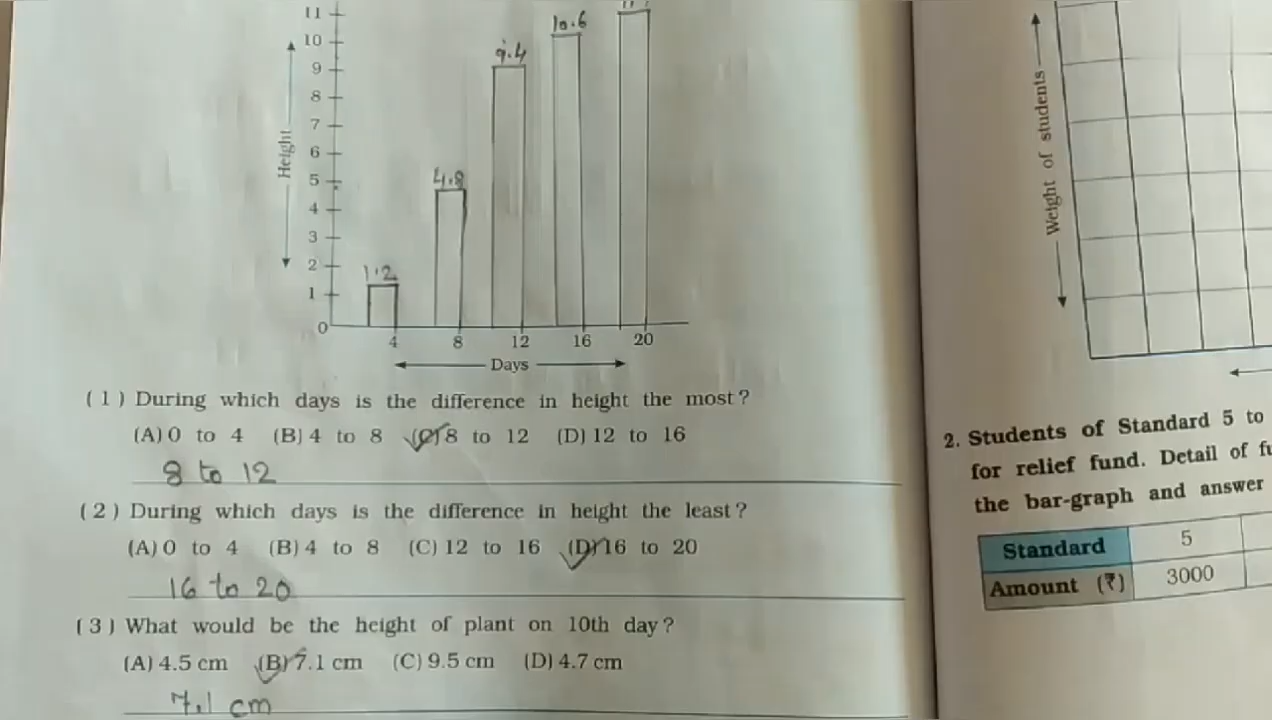 11
10
9
8
7
6
5
4
3
2
1
0
Height
1.2
4.8
9.4
10.6
4 8 12 16 20
Days
(1) During which days is the difference in height the most?
(A) 0 to 4 (B) 4 to 8 (C) 8 to 12 (D) 12 to 16
8 to 12
(2) During which days is the difference in height the least?
(A) 0 to 4 (B) 4 to 8 (C) 12 to 16 (D) 16 to 20
16 to 20
(3) What would be the height of plant on 10th day?
(A) 4.5 cm (B) 7.1 cm (C) 9.5 cm (D) 4.7 cm
7.1 cm
Weight of students
2. Students of Standard 5 to
for relief fund. Detail of
the bar-graph and answer
Standard 5
Amount (₹) 3000